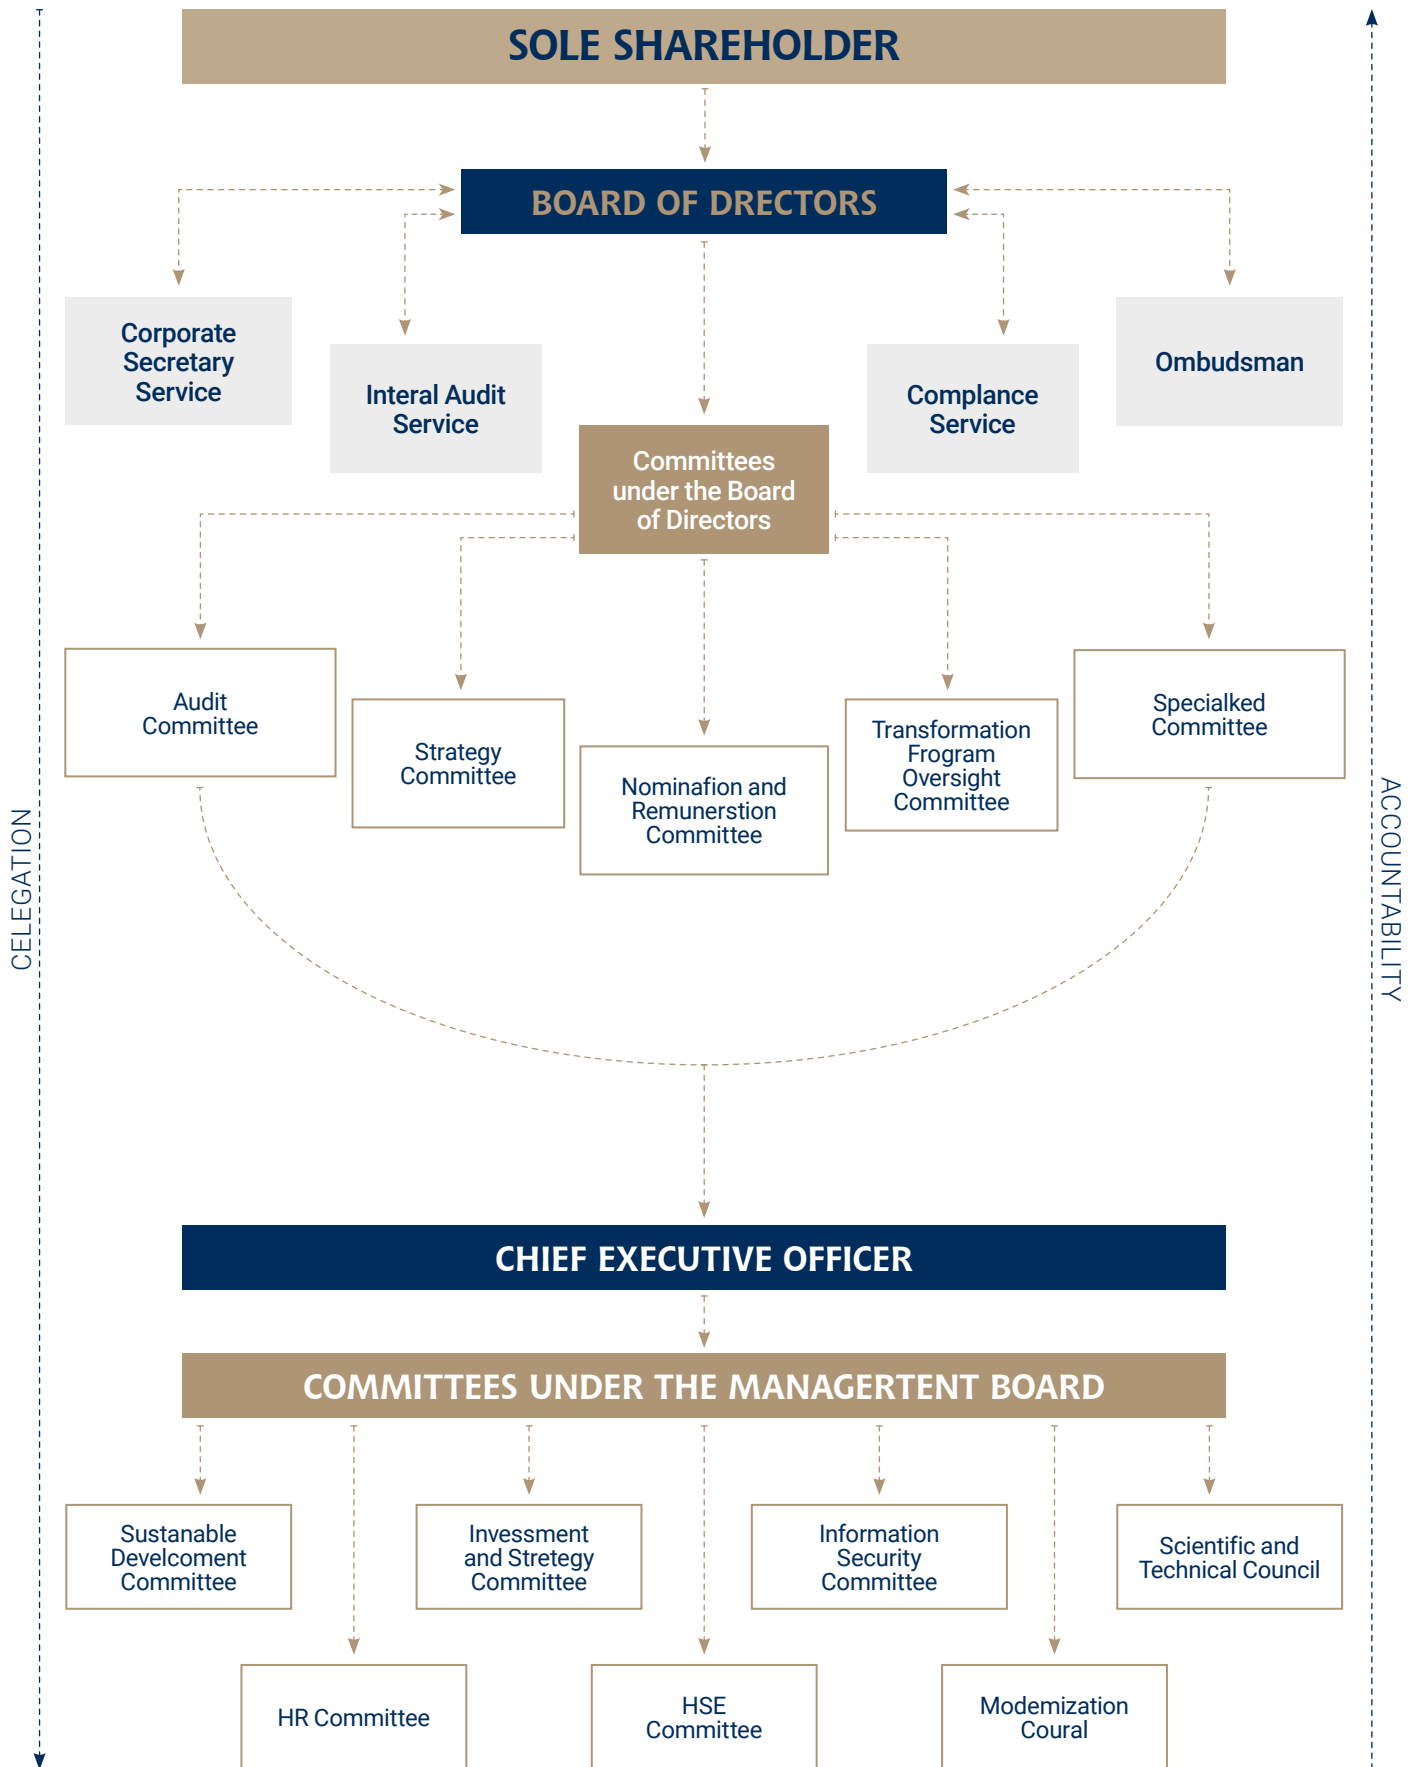 SOLE SHAREHOLDER
BOARD OF DRECTORS
Corporate
Secretary
Service
Interal Audit
Service
Complance
Service
Ombudsman
Committees
under the Board
of Directors
Audit
Committee
Strategy
Committee
Nominafion and
Remunerstion
Committee
Transformation
Frogram
Oversight
Committee
Specialked
Committee
CELEGATION
ACCOUNTABILITY
CHIEF EXECUTIVE OFFICER
COMMITTEES UNDER THE MANAGERTENT BOARD
Sustanable
Develcoment
Committee
Invessment
and Stretegy
Committee
Information
Security
Committee
Scientific and
Technical Council
HR Committee
HSE
Committee
Modemization
Coural